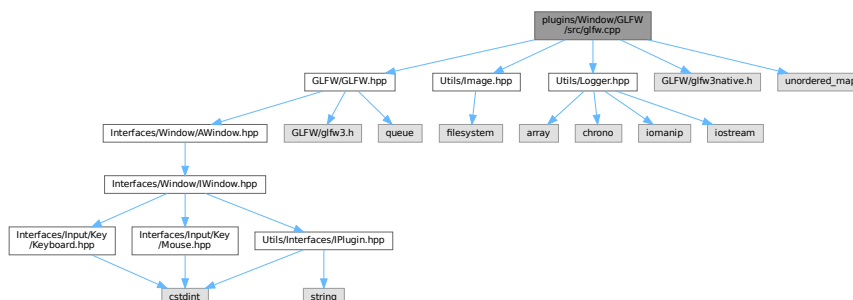 plugins/Window/GLFW
/src/glfw.cpp
GLFW/GLFW.hpp
Utils/Image.hpp
Utils/Logger.hpp
GLFW/glfw3native.h
unordered_map
Interfaces/Window/AWindow.hpp
GLFW/glfw3.h
queue
filesystem
array
chrono
iomanip
iostream
Interfaces/Window/IWindow.hpp
Interfaces/Input/Key
/Keyboard.hpp
Interfaces/Input/Key
/Mouse.hpp
Utils/Interfaces/IPlugin.hpp
cstdint
string